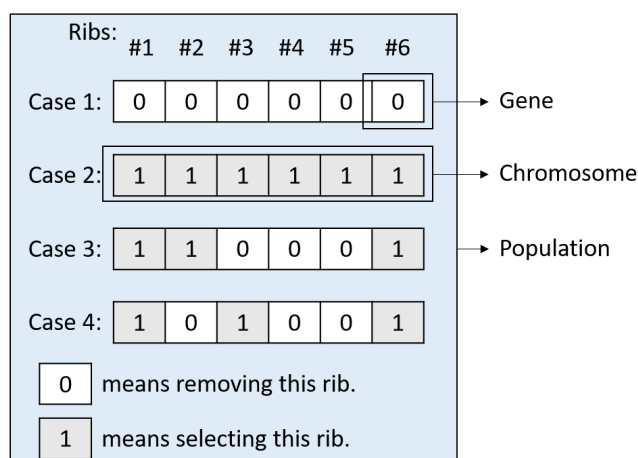 Ribs: #1 #2 #3 #4 #5 #6
Case 1: 0 0 0 0 0 0 Gene
Case 2: 1 1 1 1 1 1 Chromosome
Case 3: 1 1 0 0 0 1 Population
Case 4: 1 0 1 0 0 1
0 means removing this rib.
1 means selecting this rib.